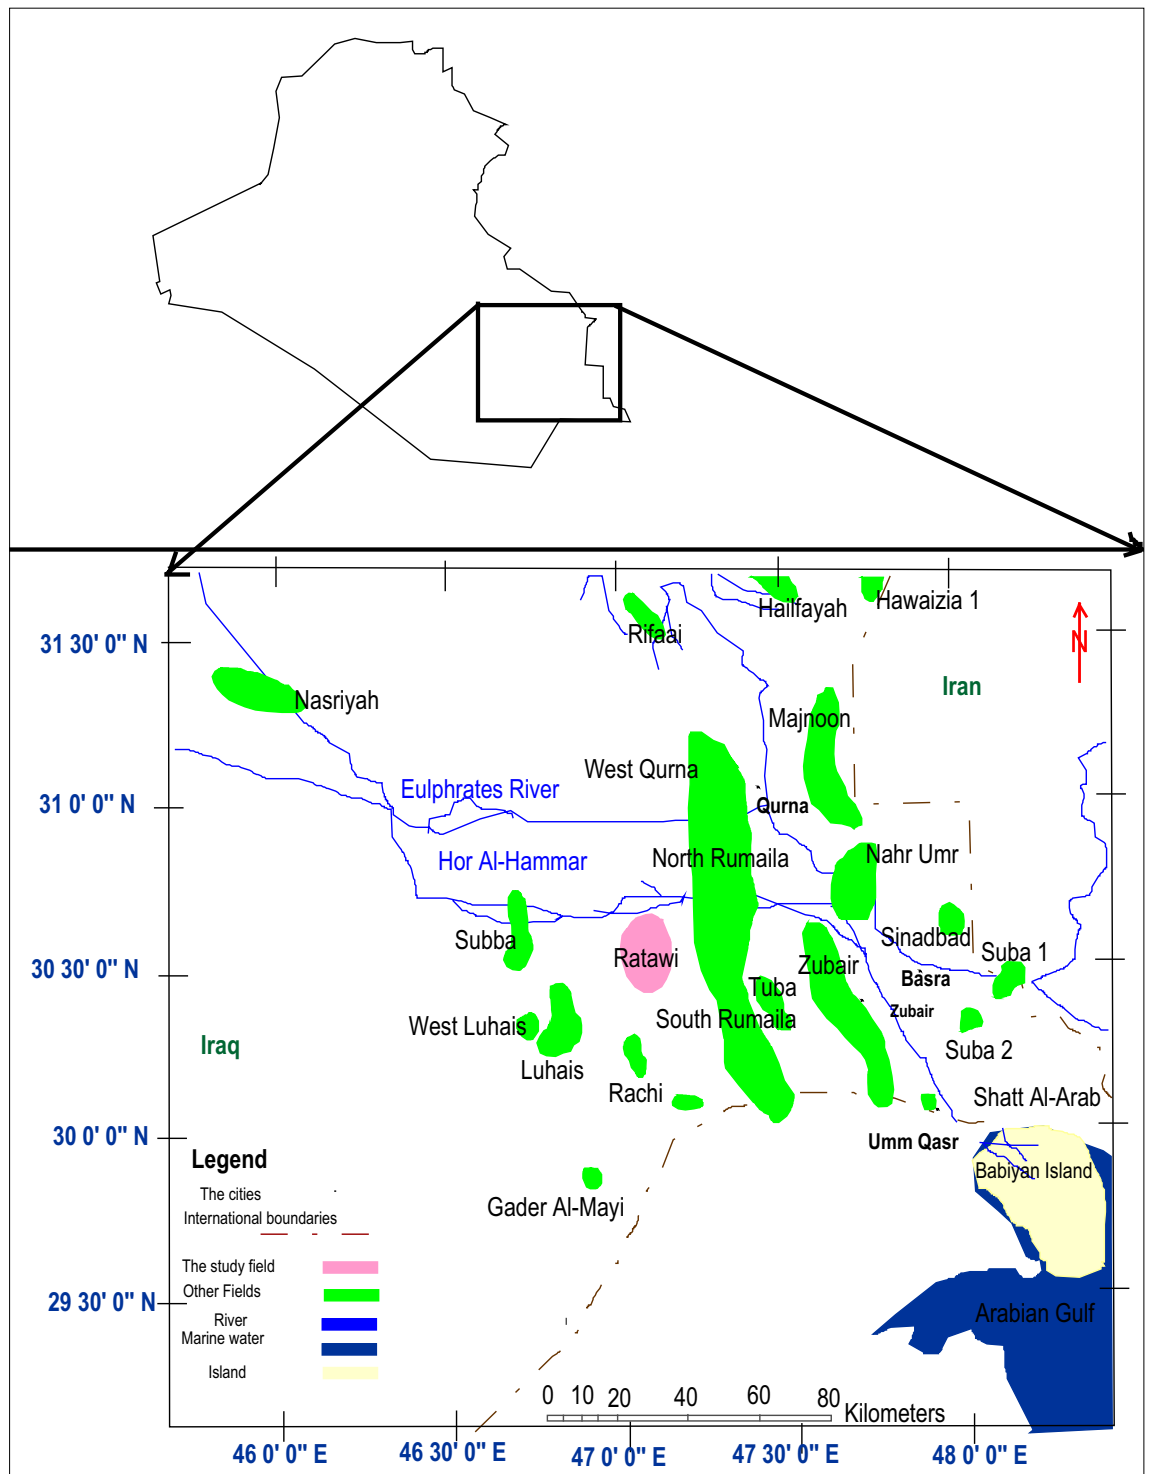 Hailfayah
Hawaizia 1
Rifaai
N
31 30' 0" N
Iran
Nasriyah
Majnoon
West Qurna
Eulphrates River
31 0' 0" N
Qurna
North Rumaila
Nahr Umr
Hor Al-Hammar
Subba
Sinadbad
Suba 1
Ratawi
Zubair
30 30' 0" N
Basra
Tuba
Zubair
West Luhais
South Rumaila
Iraq
Suba 2
Luhais
Rachi
Shatt Al-Arab
30 0' 0" N
Umm Qasr
Legend
Babiyan Island
The cities
Gader Al-Mayi
International boundaries
The study field
Other Fields
29 30' 0" N
Arabian Gulf
River
Marine water
Island
0 10 20 40 60 80
Kilometers
46 0' 0" E 46 30' 0" E 47 0' 0" E 47 30' 0" E 48 0' 0" E